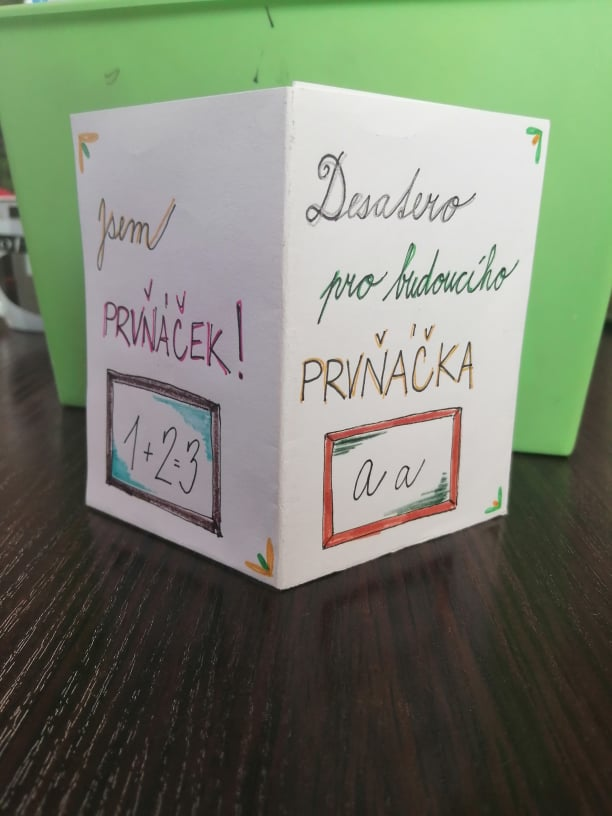 jsem
PRVŇÁČEK!
1+2=3
Desatero
pro budoucího
PRVŇÁČKA
a a